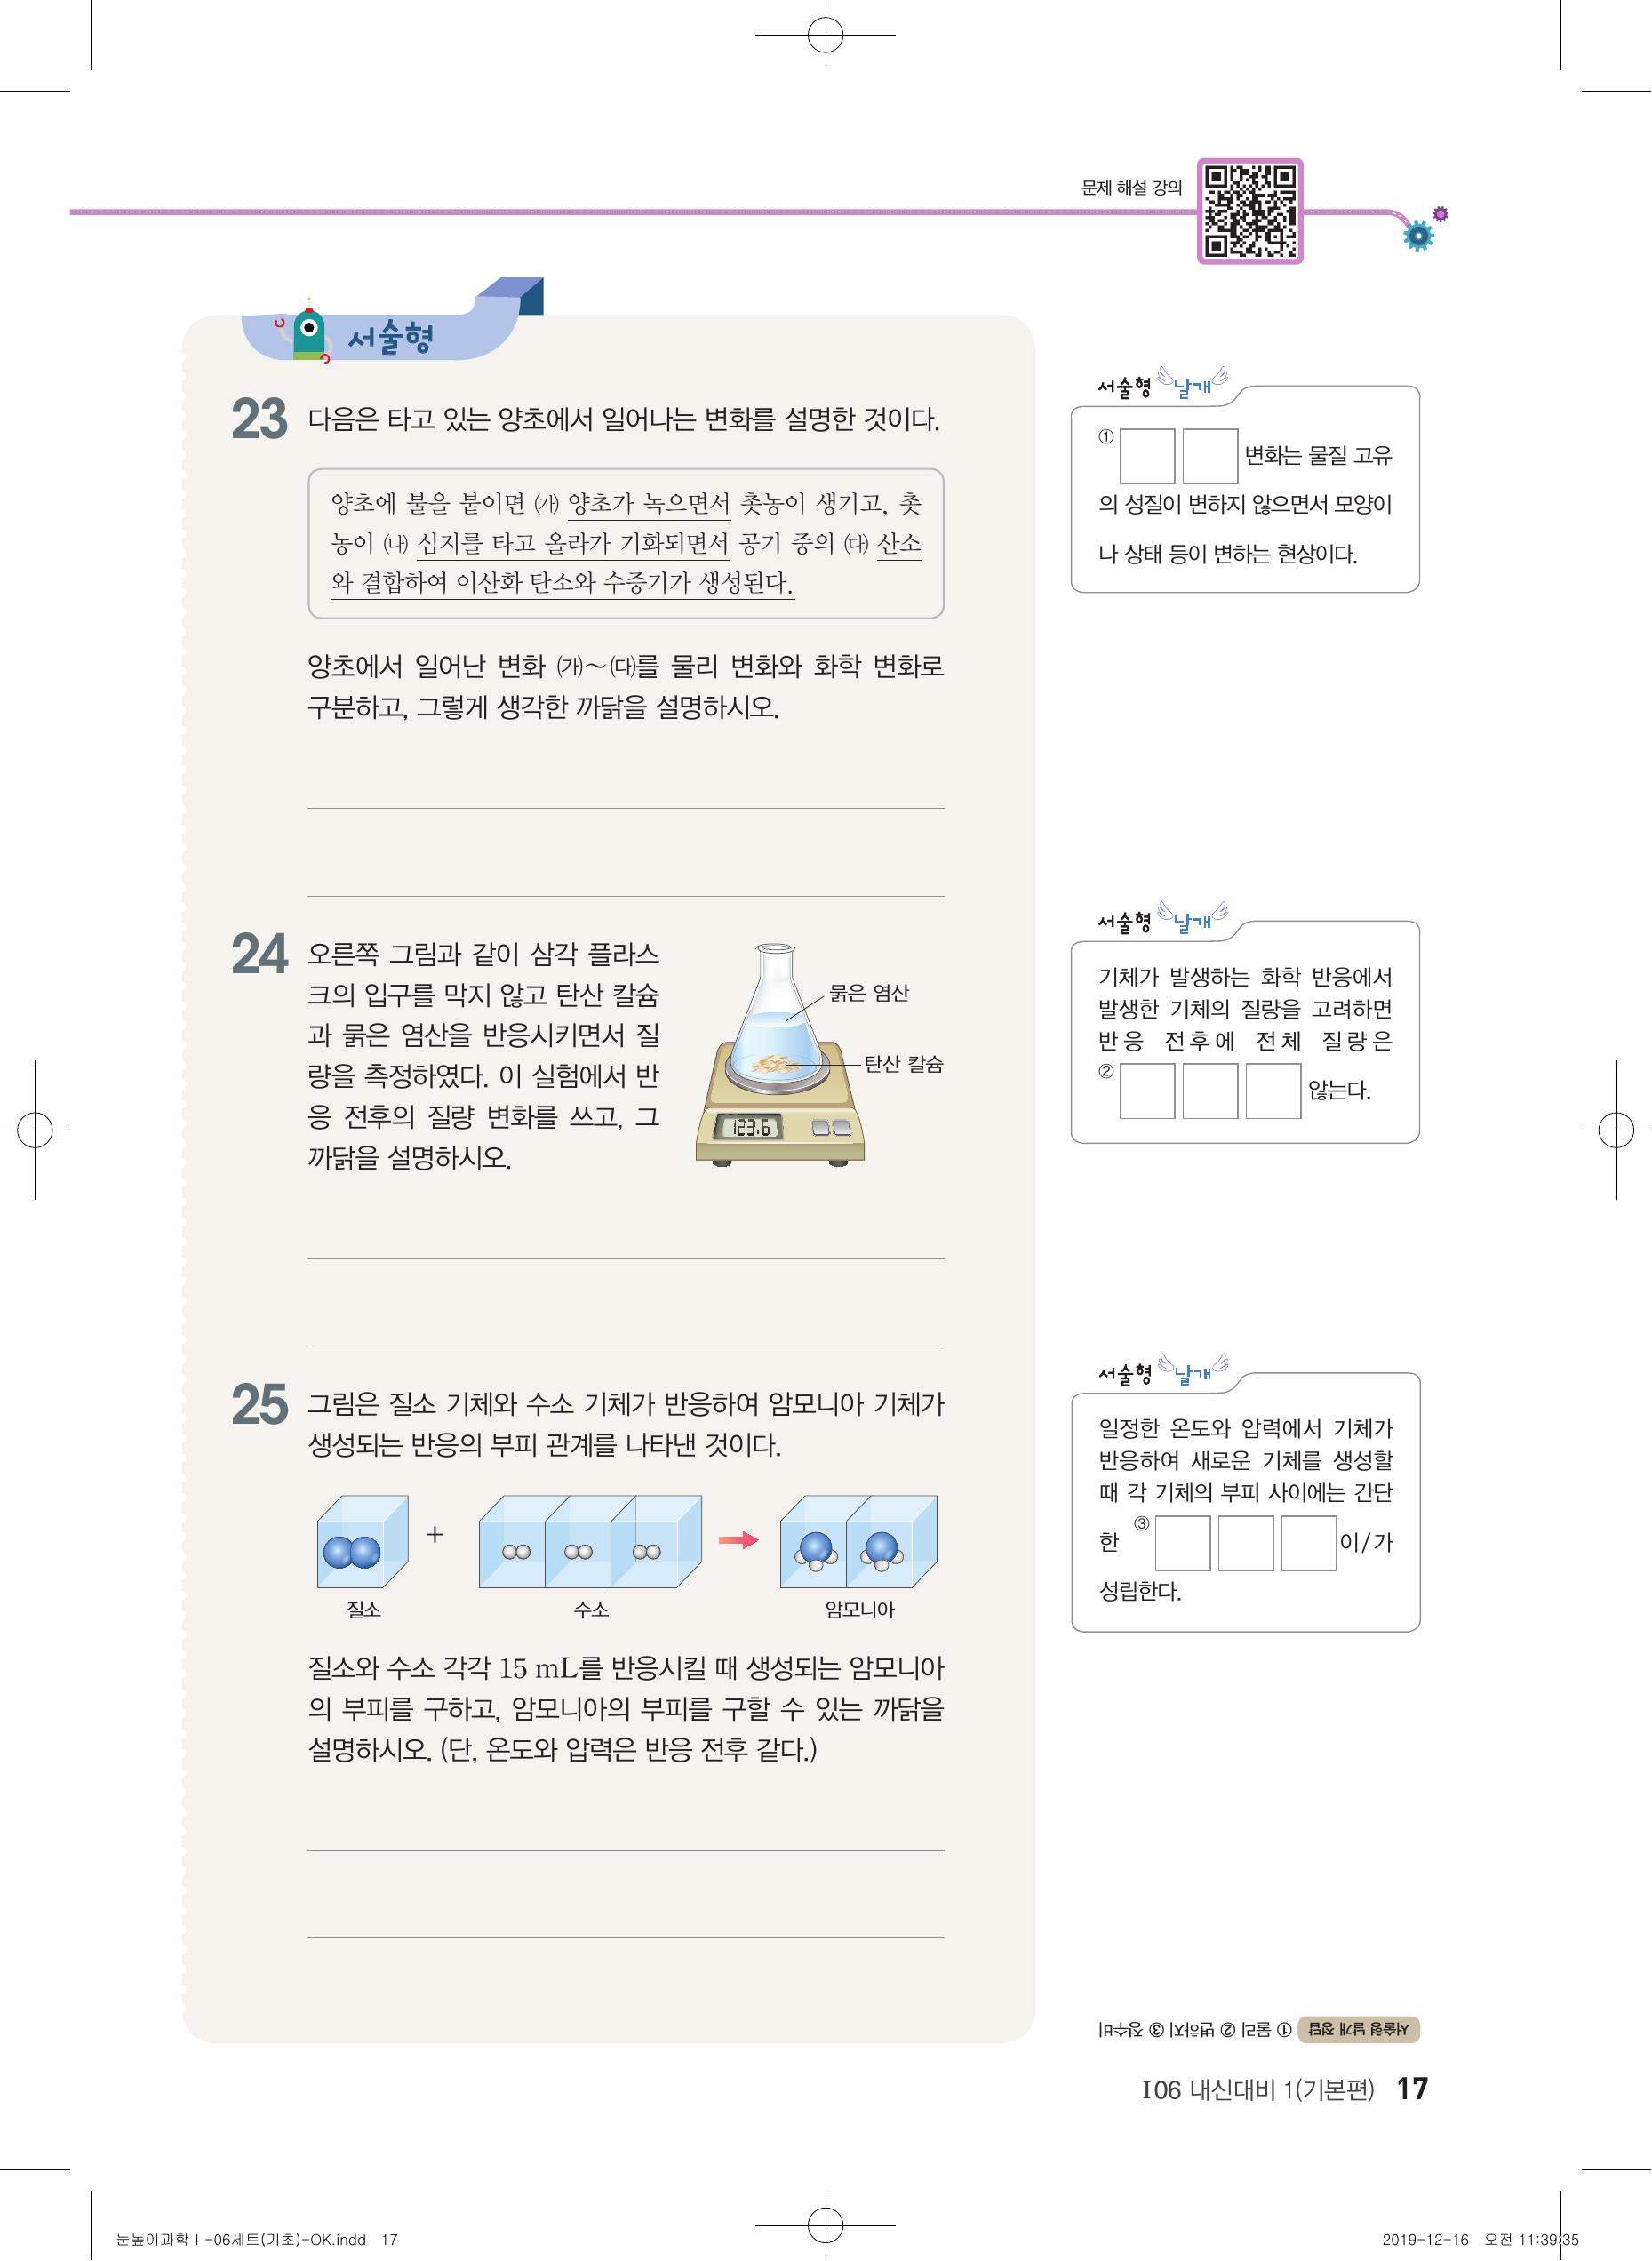 문제 해설 강의
서술형
23 다음은 타고 있는 양초에서 일어나는 변화를 설명한 것이다.
양초에 불을 붙이면 ㈎ 양초가 녹으면서 촛농이 생기고, 촛
농이 ㈏ 심지를 타고 올라가 기화되면서 공기 중의 ㈐ 산소
와 결합하여 이산화 탄소와 수증기가 생성된다.
양초에서 일어난 변화 ㈎~㈐를 물리 변화와 화학 변화로
구분하고, 그렇게 생각한 까닭을 설명하시오.
서술형 날개
① 변화는 물질 고유
의 성질이 변하지 않으면서 모양이
나 상태 등이 변하는 현상이다.
24 오른쪽 그림과 같이 삼각 플라스
크의 입구를 막지 않고 탄산 칼슘
과 묽은 염산을 반응시키면서 질
량을 측정하였다. 이 실험에서 반
응 전후의 질량 변화를 쓰고, 그
까닭을 설명하시오.
묽은 염산
탄산 칼슘
123.6
서술형 날개
기체가 발생하는 화학 반응에서
발생한 기체의 질량을 고려하면
반응 전후에 전체 질량은
② 않는다.
25 그림은 질소 기체와 수소 기체가 반응하여 암모니아 기체가
생성되는 반응의 부피 관계를 나타낸 것이다.
+
질소 수소 암모니아
질소와 수소 각각 15 mL를 반응시킬 때 생성되는 암모니아
의 부피를 구하고, 암모니아의 부피를 구할 수 있는 까닭을
설명하시오. (단, 온도와 압력은 반응 전후 같다.)
서술형 날개
일정한 온도와 압력에서 기체가
반응하여 새로운 기체를 생성할
때 각 기체의 부피 사이에는 간단
한 ③ 이/가
성립한다.
서술형 날개 정답 ① 물리 ② 변하지 ③ 정수비
Ⅰ06 내신대비 1(기본편) 17
눈높이과학Ⅰ-06세트(기초)-OK.indd 17
2019-12-16 오전 11:39:35